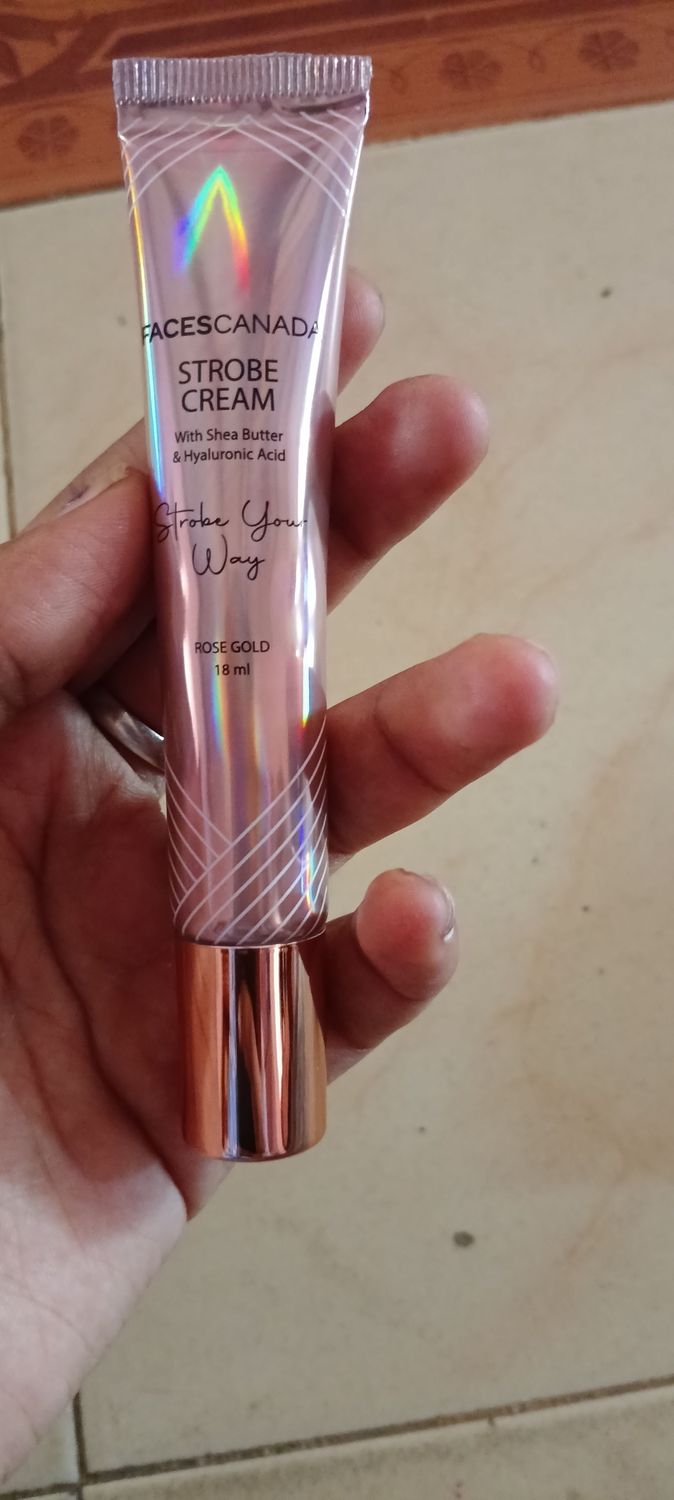 FACESCANADA
STROBE
CREAM
With Shea Butter
& Hyaluronic Acid
Strobe Your
Way
ROSE GOLD
18 ml